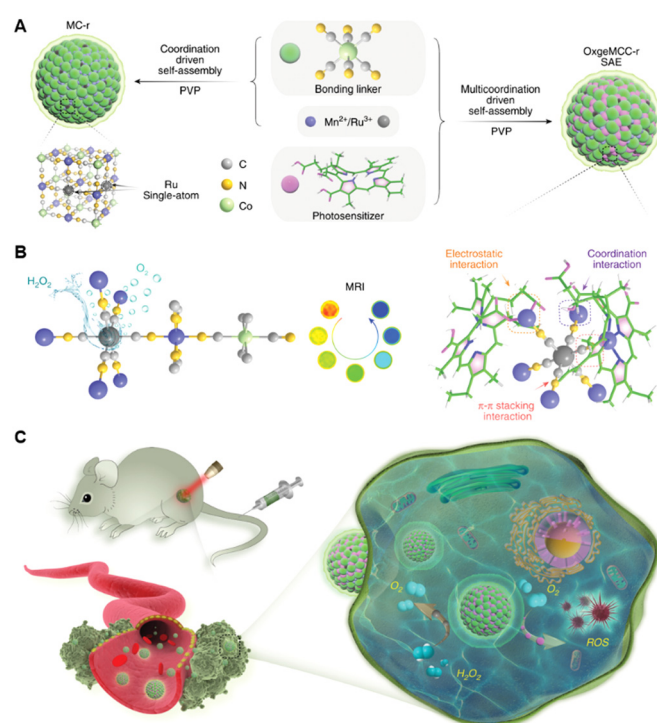 A
MC-r
Coordination
driven
self-assembly
PVP
Bonding linker
Mn²⁺/Ru³⁺
Photosensitizer
Multicoordination
driven
self-assembly
PVP
OxgeMCC-r
SAE
Ru
Single-atom
C
N
Co
B
H₂O₂
O₂
MRI
Electrostatic
interaction
Coordination
interaction
π-π stacking
interaction
C
O₂
O₂
H₂O₂
ROS